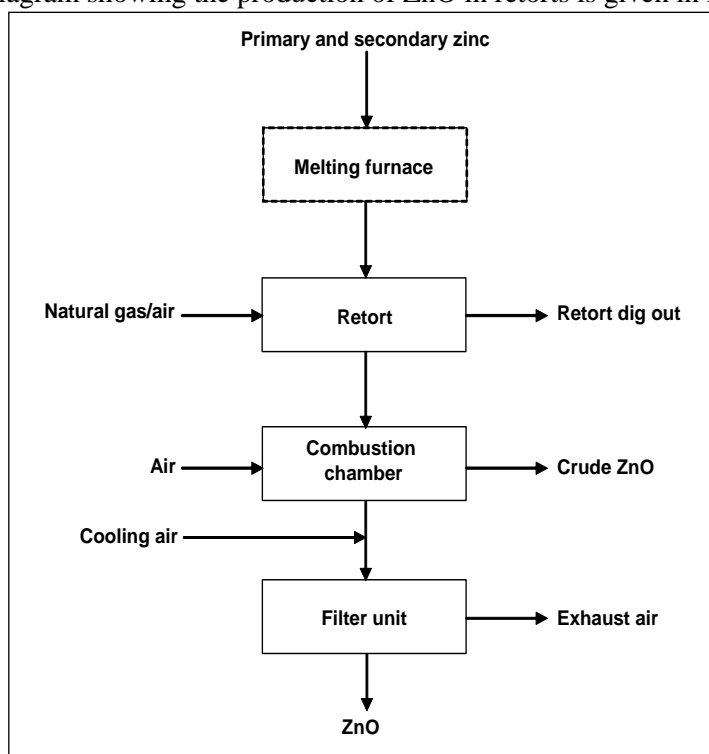 agram showing the production of ZnO in retorts is given in
Primary and secondary zinc
Melting furnace
Natural gas/air
Retort
Retort dig out
Combustion
chamber
Air
Crude ZnO
Cooling air
Filter unit
Exhaust air
ZnO